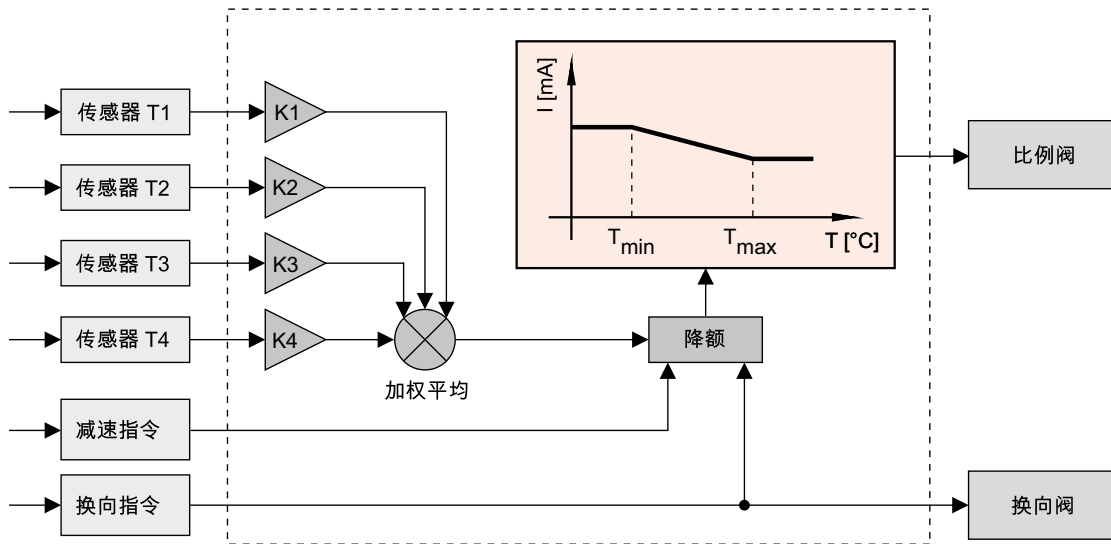 传感器 T1
传感器 T2
传感器 T3
传感器 T4
减速指令
换向指令
K1
K2
K3
K4
加权平均
I [mA]
Tmin
Tmax
T [°C]
降额
比例阀
换向阀